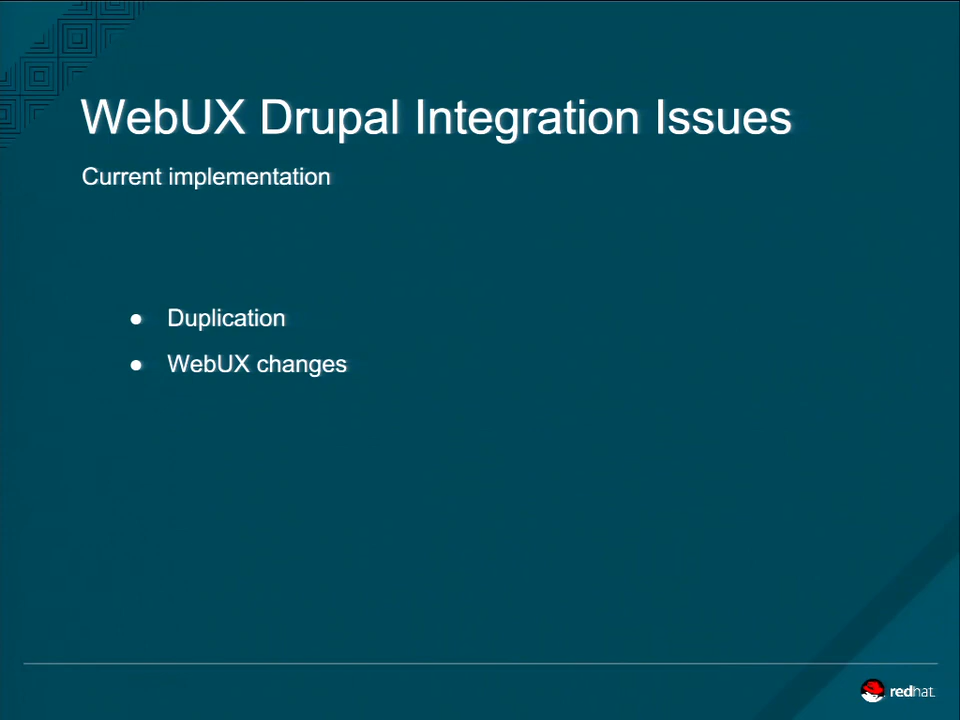 WebUX Drupal Integration Issues
Current implementation
● Duplication
● WebUX changes
redhat.